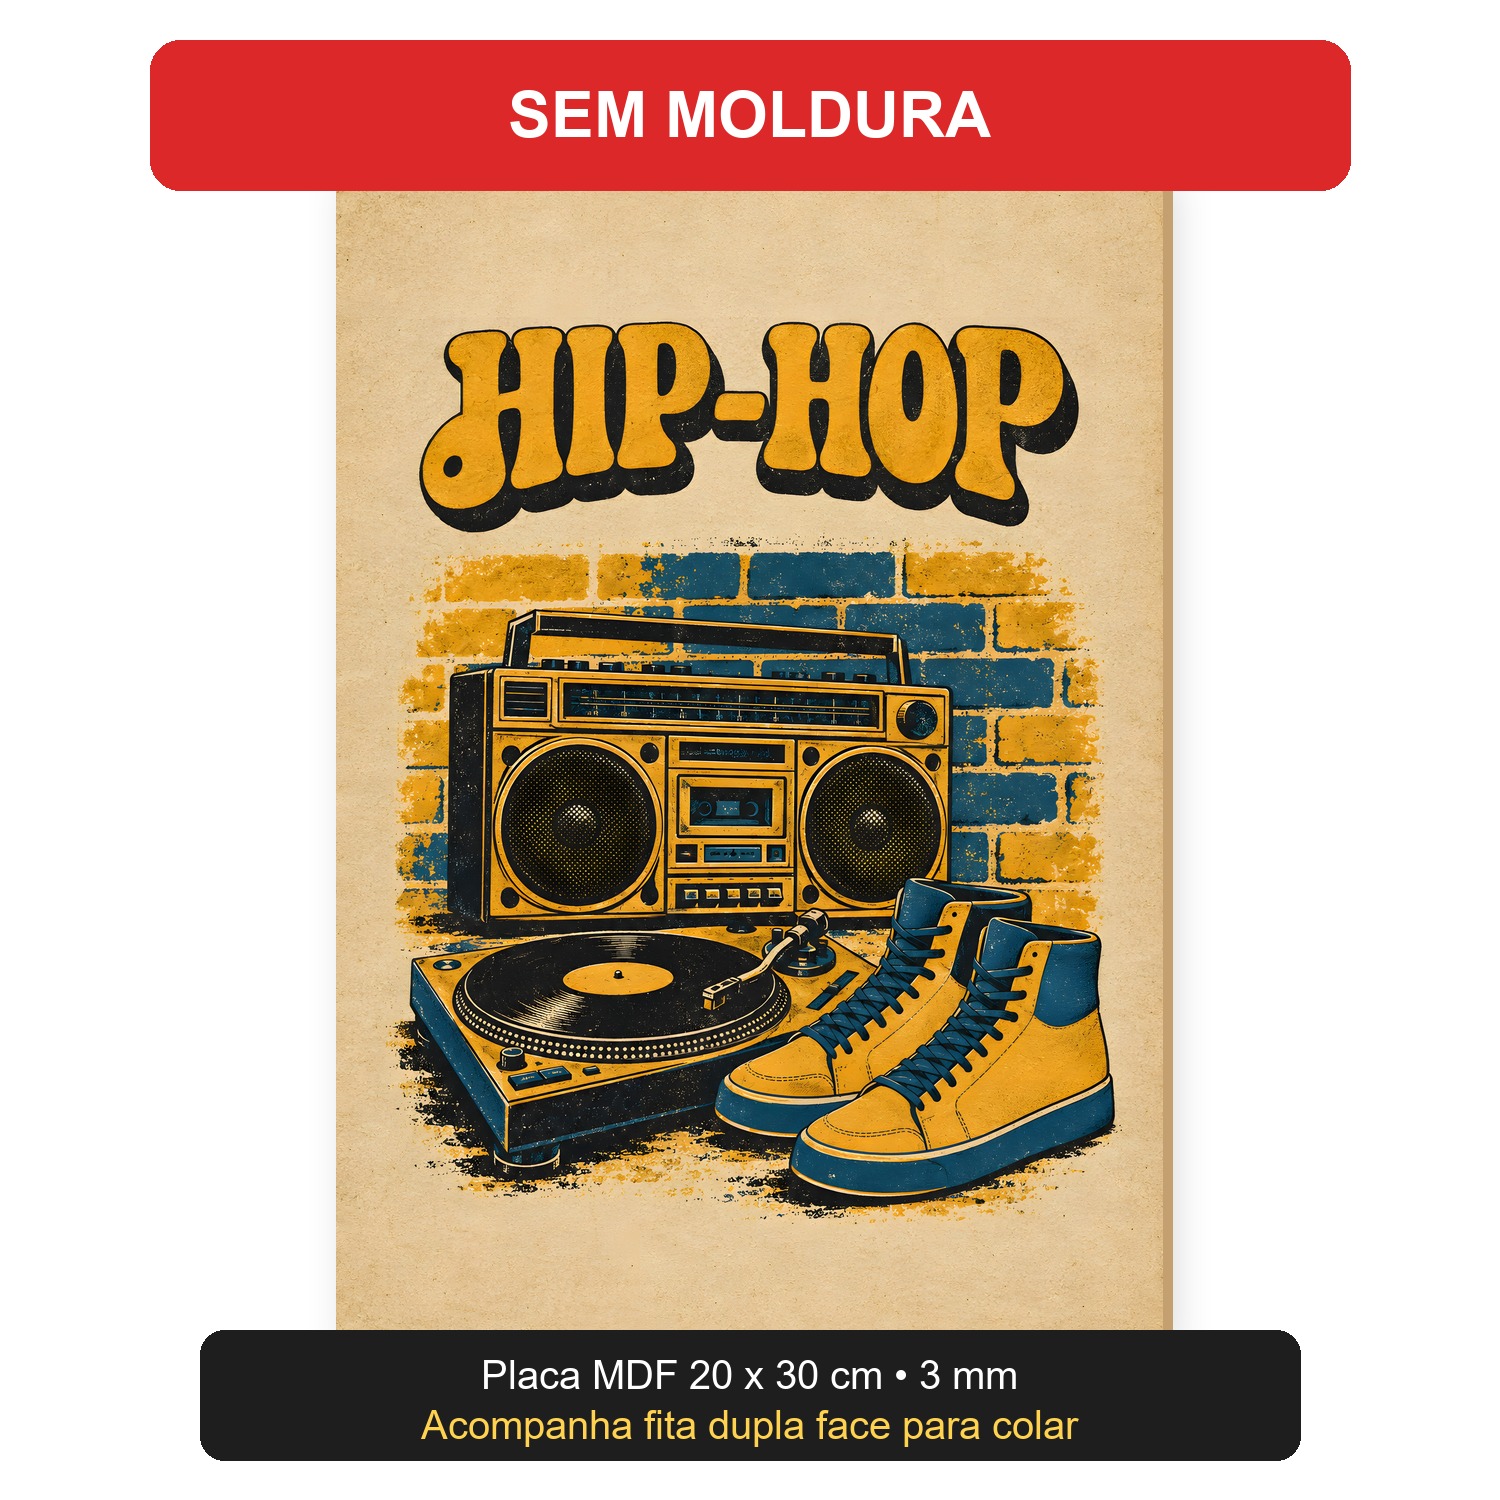 SEM MOLDURA
HIP-HOP
Placa MDF 20 x 30 cm • 3 mm
Acompanha fita dupla face para colar